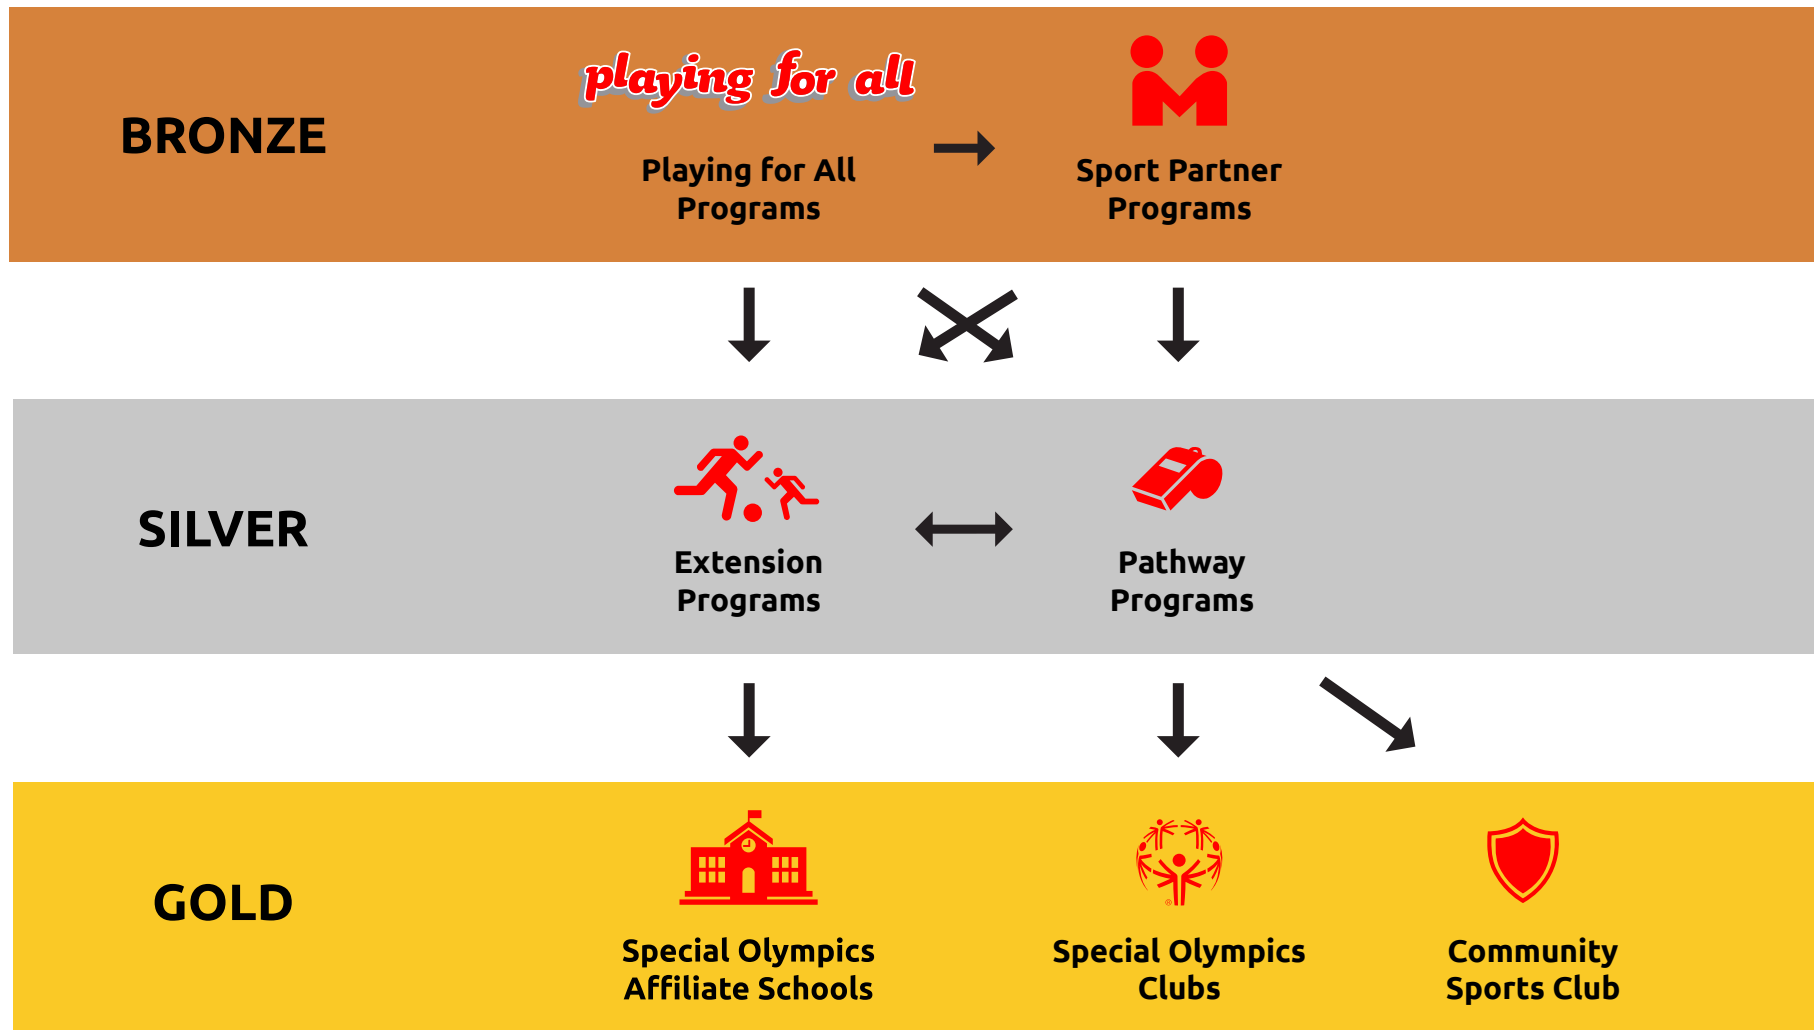 BRONZE
playing for all
Playing for All
Programs
Sport Partner
Programs
SILVER
Extension
Programs
Pathway
Programs
GOLD
Special Olympics
Affiliate Schools
®
Special Olympics
Clubs
Community
Sports Club